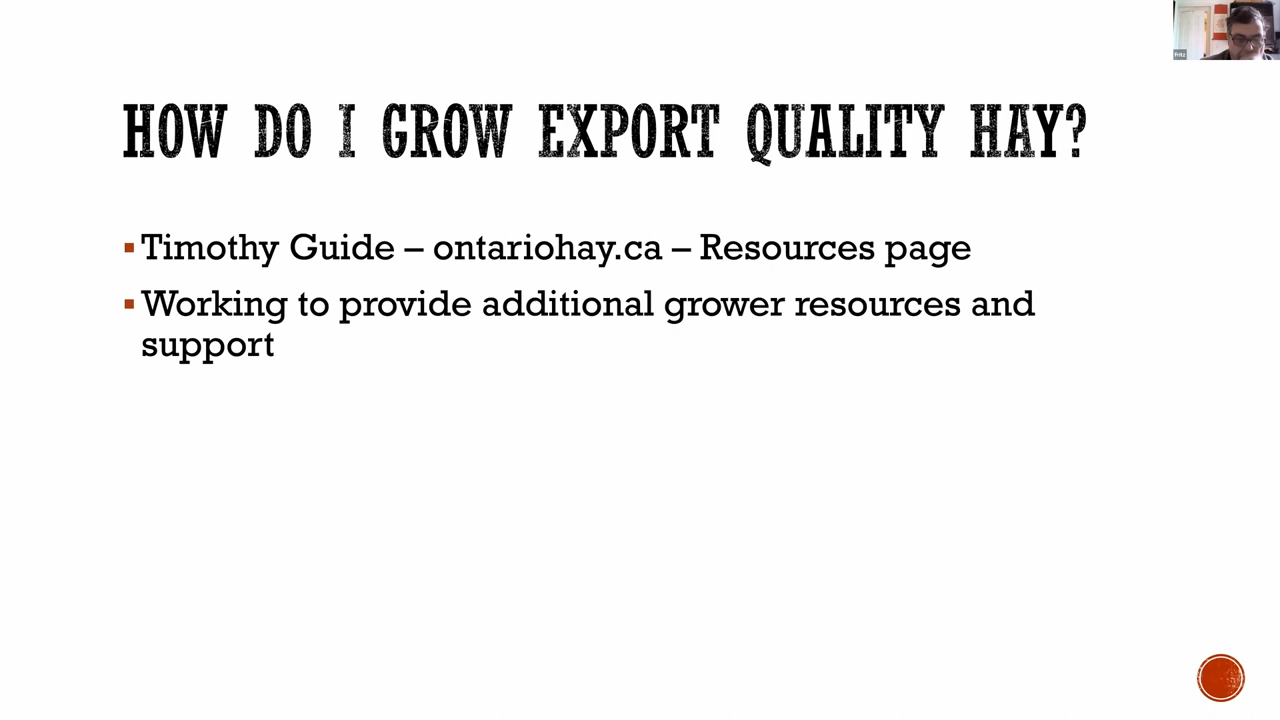 Fritz
HOW DO I GROW EXPORT QUALITY HAY?
▪ Timothy Guide – ontariohay.ca – Resources page
▪ Working to provide additional grower resources and
support